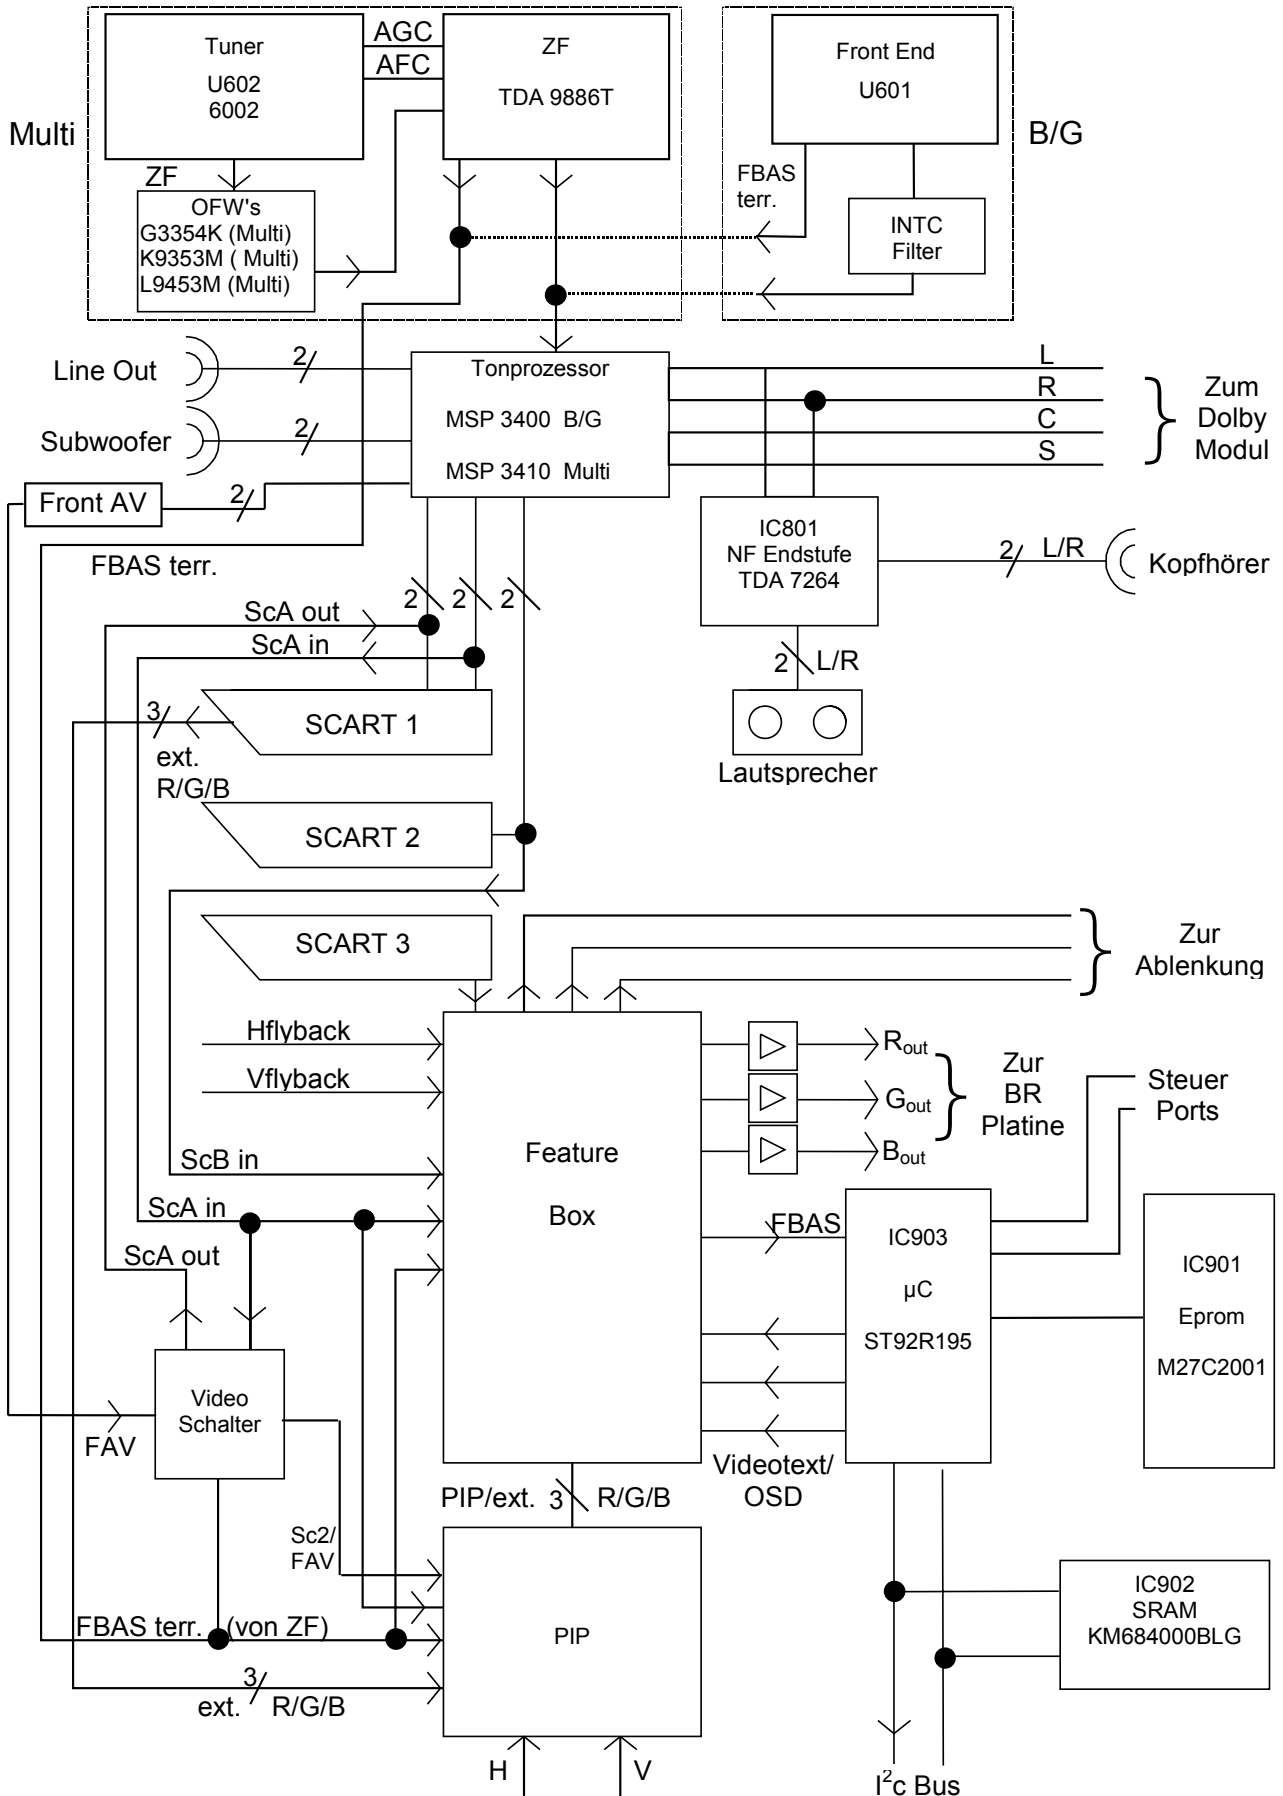 Multi
Tuner
U602
6002
AGC
AFC
ZF
TDA 9886T
Front End
U601
B/G
ZF
OFW's
G3354K (Multi)
K9353M ( Multi)
L9453M (Multi)
FBAS
terr.
INTC
Filter
Line Out
2
Subwoofer
2
Front AV
2
Tonprozessor
MSP 3400 B/G
MSP 3410 Multi
L
R
C
S
Zum
Dolby
Modul
FBAS terr.
IC801
NF Endstufe
TDA 7264
2
L/R
Kopfhörer
2
2
2
ScA out
ScA in
2
L/R
Lautsprecher
SCART 1
3
ext.
R/G/B
SCART 2
SCART 3
Zur
Ablenkung
Hflyback
Vflyback
ScB in
ScA in
ScA out
Feature
Box
Rout
Gout
Bout
Zur
BR
Platine
Steuer
Ports
FBAS
IC903
µC
ST92R195
IC901
Eprom
M27C2001
Video
Schalter
FAV
Videotext/
OSD
PIP/ext.
3
R/G/B
Sc2/
FAV
FBAS terr.
(von ZF)
PIP
3
ext.
R/G/B
H
V
IC902
SRAM
KM684000BLG
I²c Bus